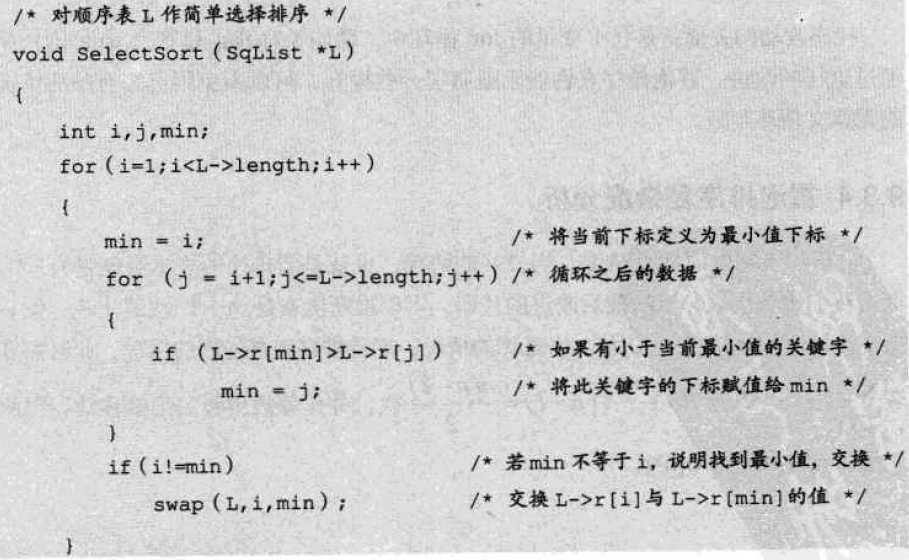 /* 对顺序表 L 作简单选择排序 */
void SelectSort(SqList *L)
{
int i,j,min;
for(i=1;i<L->length;i++)
{
min = i; /* 将当前下标定义为最小值下标 */
for (j = i+1;j<=L->length;j++) /* 循环之后的数据 */
{
if (L->r[min]>L->r[j]) /* 如果有小于当前最小值的关键字 */
min = j; /* 将此关键字的下标赋值给 min */
}
if(i!=min) /* 若 min 不等于 i，说明找到最小值，交换 */
swap(L,i,min); /* 交换 L->r[i]与 L->r[min]的值 */
}